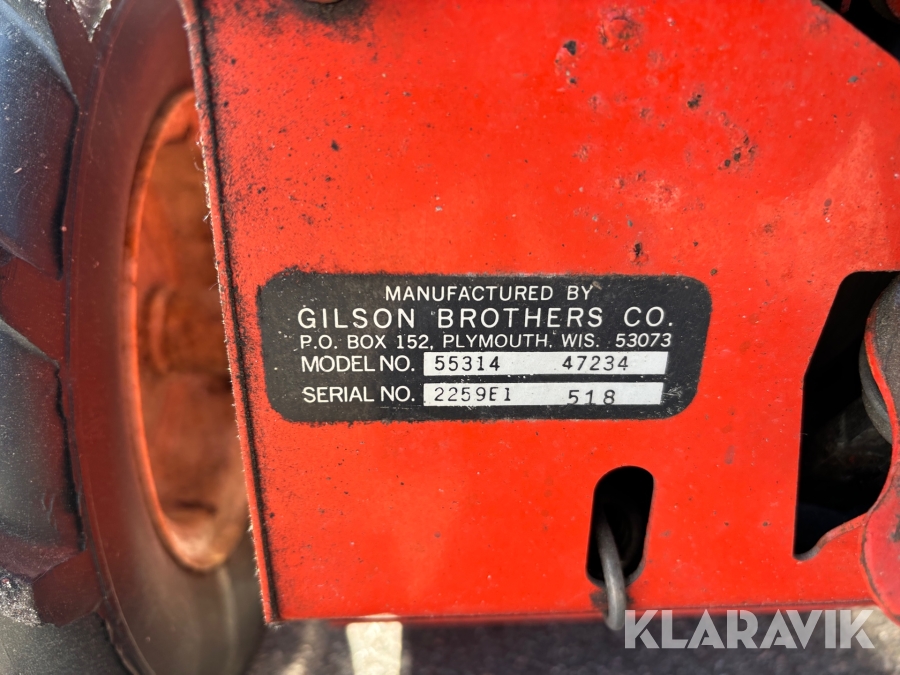 MANUFACTURED BY
GILSON BROTHERS CO.
P.O. BOX 152, PLYMOUTH, WIS. 53073
MODEL NO. 55314 47234
SERIAL NO. 2259E1 518
KLARAVIK